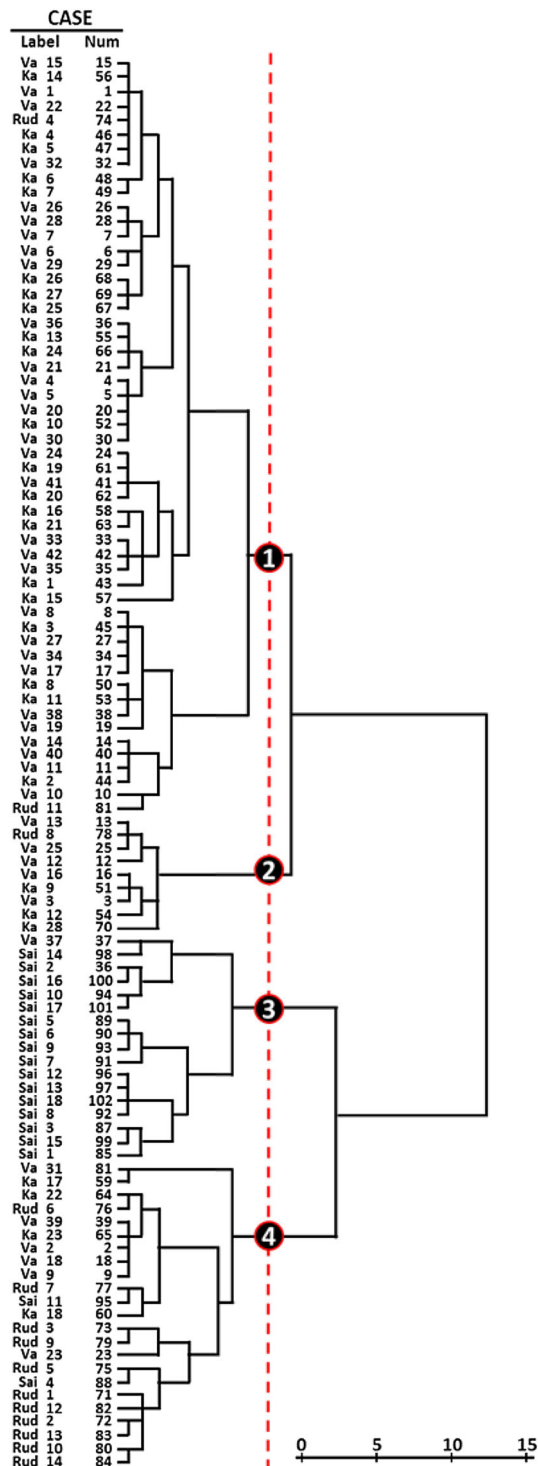 CASE
Label Num
Va 15 15
Ka 14 56
Va 1 1
Va 22 22
Rud 4 74
Ka 4 46
Ka 5 47
Va 32 32
Ka 6 48
Ka 7 49
Va 26 26
Va 28 28
Va 7 7
Va 6 6
Va 29 29
Ka 26 68
Ka 27 69
Ka 25 67
Va 36 36
Ka 13 55
Ka 24 66
Va 21 21
Va 4 4
Va 5 5
Va 20 20
Ka 10 52
Va 30 30
Va 24 24
Ka 19 61
Va 41 41
Ka 20 62
Ka 16 58
Ka 21 63
Va 33 33
Va 42 42
Va 35 35
Ka 1 43
Ka 15 57
Va 8 8
Ka 3 45
Va 27 27
Va 34 34
Va 17 17
Ka 8 50
Ka 11 53
Va 38 38
Va 19 19
Va 14 14
Va 40 40
Va 11 11
Ka 2 44
Va 10 10
Rud 11 81
Va 13 13
Rud 8 78
Va 25 25
Va 12 12
Va 16 16
Ka 9 51
Va 3 3
Ka 12 54
Ka 28 70
Va 37 37
Sai 14 98
Sai 2 36
Sai 16 100
Sai 10 94
Sai 17 101
Sai 5 89
Sai 6 90
Sai 9 93
Sai 7 91
Sai 12 96
Sai 13 97
Sai 18 102
Sai 8 92
Sai 3 87
Sai 15 99
Sai 1 85
Va 31 81
Ka 17 59
Ka 22 64
Rud 6 76
Va 39 39
Ka 23 65
Va 2 2
Va 18 18
Va 9 9
Rud 7 77
Sai 11 95
Ka 18 60
Rud 3 73
Rud 9 79
Va 23 23
Rud 5 75
Sai 4 88
Rud 1 71
Rud 12 82
Rud 2 72
Rud 13 83
Rud 10 80
Rud 14 84
1
2
3
4
0 5 10 15